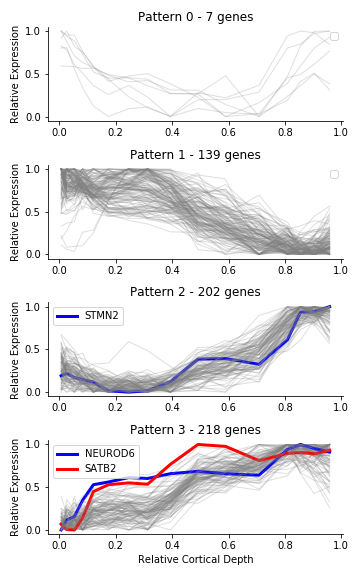 Pattern 0 - 7 genes
Relative Expression
1.0
0.5
0.0
0.0 0.2 0.4 0.6 0.8 1.0
Pattern 1 - 139 genes
Relative Expression
1.0
0.5
0.0
0.0 0.2 0.4 0.6 0.8 1.0
Pattern 2 - 202 genes
Relative Expression
1.0
0.5
0.0
STMN2
0.0 0.2 0.4 0.6 0.8 1.0
Pattern 3 - 218 genes
Relative Expression
1.0
0.5
0.0
NEUROD6
SATB2
0.0 0.2 0.4 0.6 0.8 1.0
Relative Cortical Depth